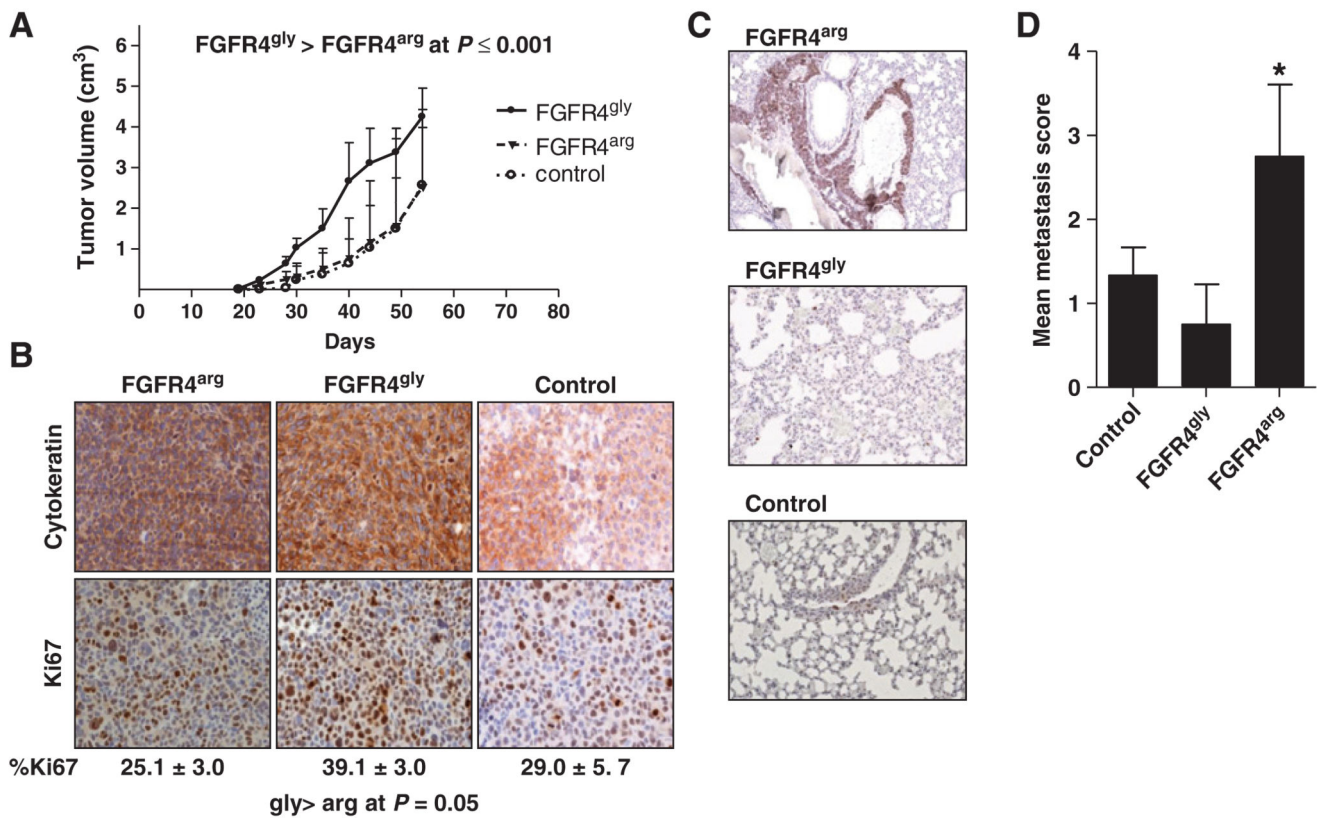 A
FGFR4gly > FGFR4arg at P ≤ 0.001
Tumor volume (cm3)
6
5
4
3
2
1
0 10 20 30 40 50 60 70 80
Days
FGFR4gly
FGFR4arg
control
B
FGFR4arg FGFR4gly Control
Cytokeratin
Ki67
%Ki67 25.1 ± 3.0 39.1 ± 3.0 29.0 ± 5. 7
gly> arg at P = 0.05
C
FGFR4arg
FGFR4gly
Control
D
Mean metastasis score
4
3
2
1
0
*
Control
FGFR4gly
FGFR4arg